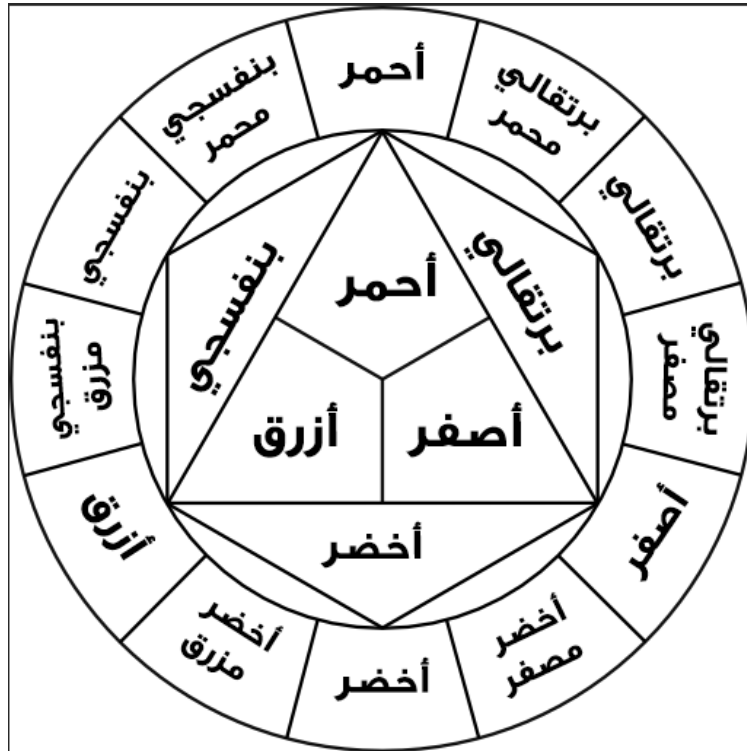 أحمر
برتقالي
محمر
برتقالي
برتقالي
مصفر
أصفر
أخضر
مصفر
أخضر
أخضر
مزرق
أزرق
بنفسجي
مزرق
بنفسجي
بنفسجي
محمر
أحمر
أصفر
أزرق
برتقالي
أخضر
بنفسجي